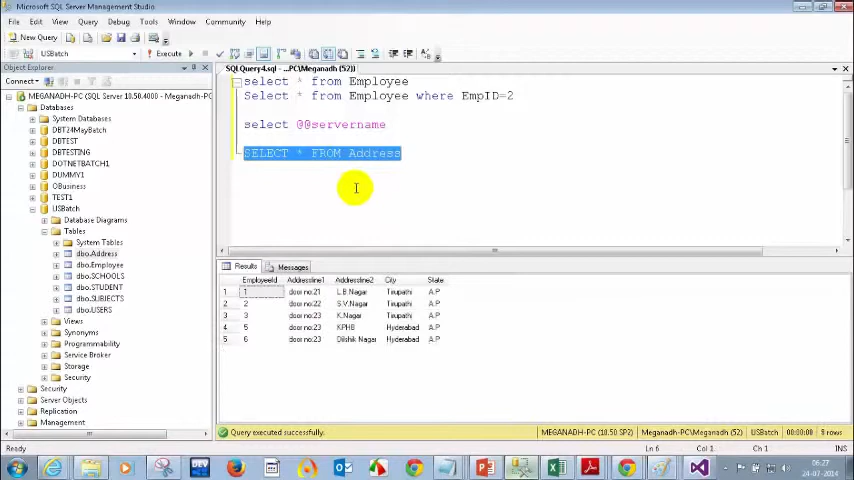 Microsoft SQL Server Management Studio
File Edit View Query Debug Tools Window Community Help
New Query
USBatch Execute
Object Explorer
Connect
MEGANADH-PC (SQL Server 10.50.4000 - Meganadh-PC
Databases
System Databases
DBT24MayBatch
DBTEST
DBTESTING
DOTNETBATCH1
DUMMY1
OBusiness
TEST1
USBatch
Database Diagrams
Tables
System Tables
dbo.Address
dbo.Employee
dbo.SCHOOLS
dbo.STUDENT
dbo.SUBJECTS
dbo.USERS
Views
Synonyms
Programmability
Service Broker
Storage
Security
Security
Server Objects
Replication
Management
SQLQuery4.sql - ...PC\Meganadh (52))
select * from Employee
Select * from Employee where EmpID=2
select @@servername
SELECT * FROM Address
Results Messages
EmployeeId Addressline1 Addressline2 City State
1 1 door no:21 L.B.Nagar Tirupathi A.P
2 2 door no:22 S.V.Nagar Tirupathi A.P
3 3 door no:23 K.Nagar Tirupathi A.P
4 5 door no:23 KPHB Hyderabad A.P
5 6 door no:23 Dilshik Nagar Hyderabad A.P
Query executed successfully. MEGANADH-PC (10.50 SP2) Meganadh-PC\Meganadh (52) USBatch 00:00:08 5 rows
Ready Ln 6 Col 1 Ch 1 INS
DEV
06:27
24-07-2014